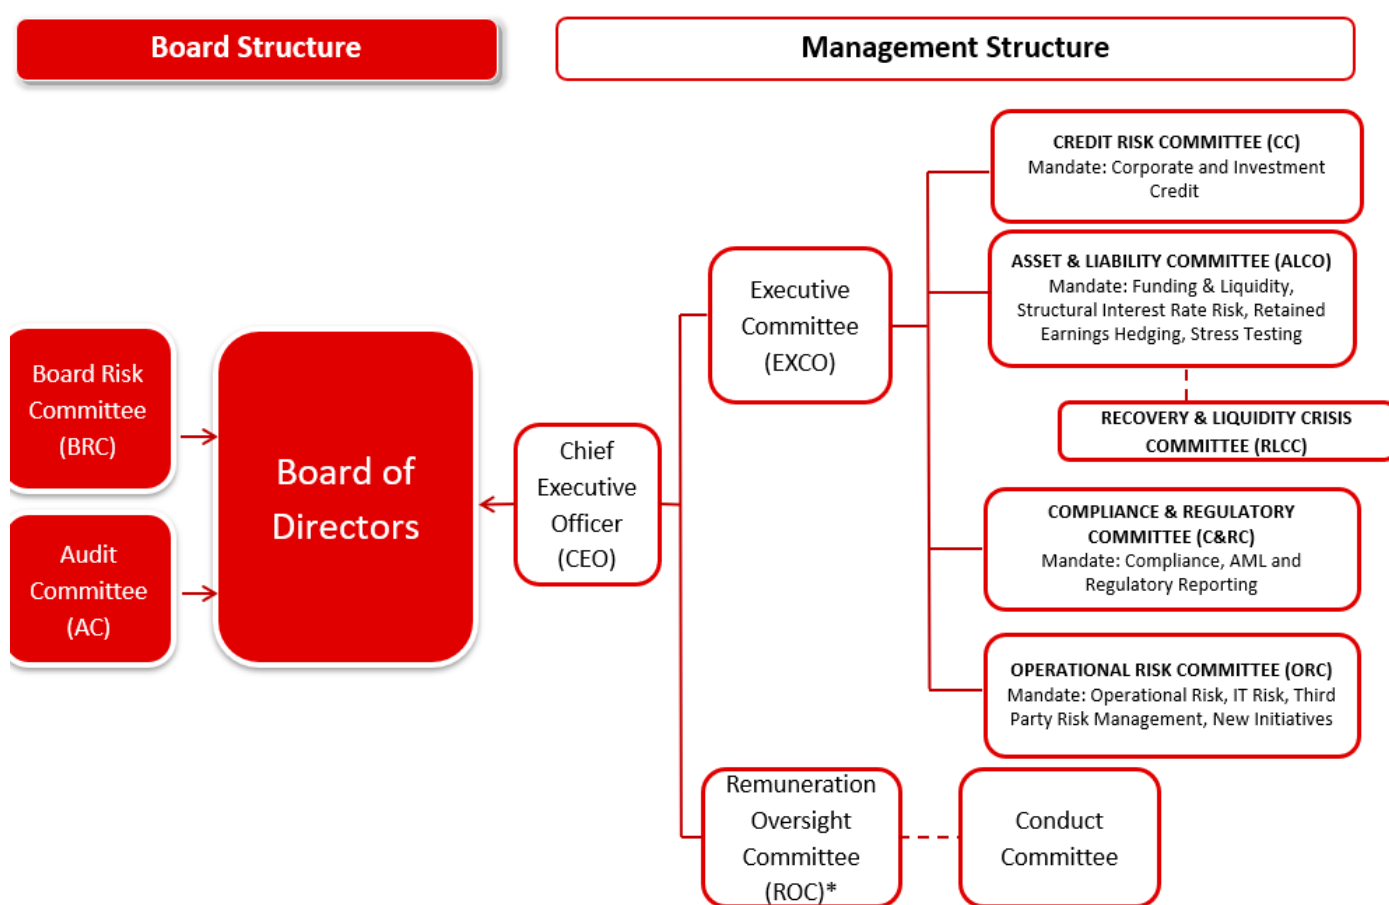 Board Structure
Management Structure
CREDIT RISK COMMITTEE (CC)
Mandate: Corporate and Investment
Credit
ASSET & LIABILITY COMMITTEE (ALCO)
Mandate: Funding & Liquidity,
Structural Interest Rate Risk, Retained
Earnings Hedging, Stress Testing
RECOVERY & LIQUIDITY CRISIS
COMMITTEE (RLCC)
COMPLIANCE & REGULATORY
COMMITTEE (C&RC)
Mandate: Compliance, AML and
Regulatory Reporting
OPERATIONAL RISK COMMITTEE (ORC)
Mandate: Operational Risk, IT Risk, Third
Party Risk Management, New Initiatives
Executive
Committee
(EXCO)
Board Risk
Committee
(BRC)
Audit
Committee
(AC)
Board of
Directors
Chief
Executive
Officer
(CEO)
Remuneration
Oversight
Committee
(ROC)*
Conduct
Committee